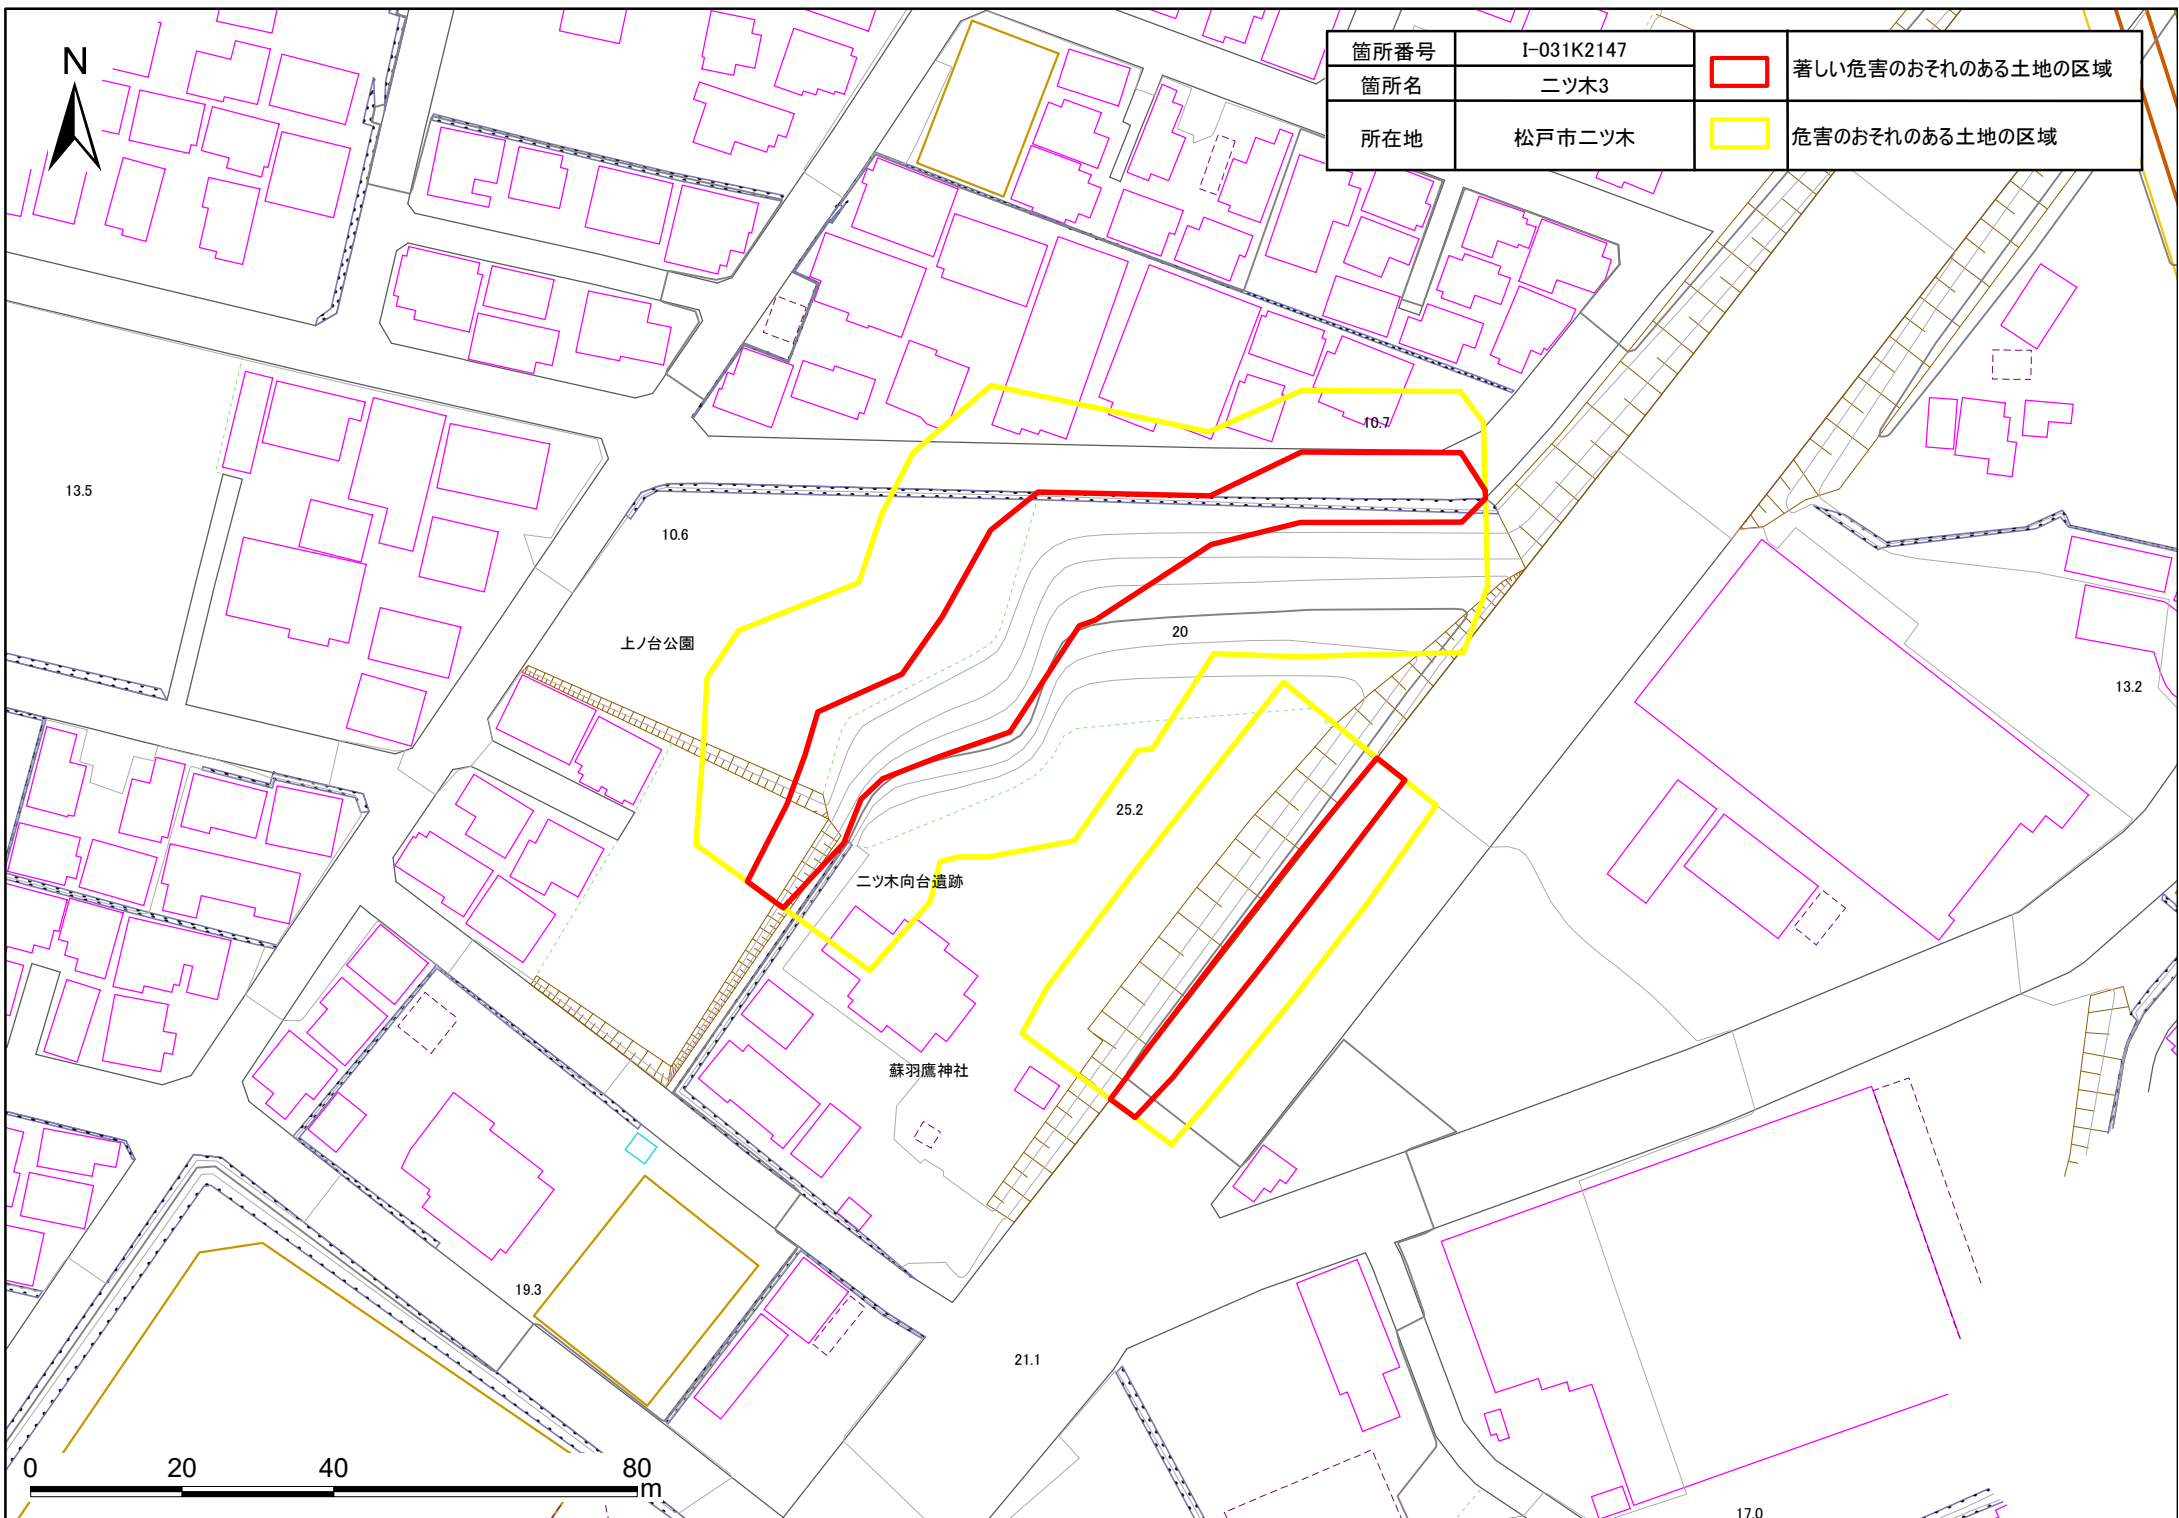 N
箇所番号 I-031K2147
箇所名 二ツ木3
所在地 松戸市二ツ木
著しい危害のおそれのある土地の区域
危害のおそれのある土地の区域
10.7
13.5
10.6
上ノ台公園
20
13.2
25.2
二ツ木向台遺跡
蘇羽鷹神社
19.3
21.1
17.0
0 20 40 80
m